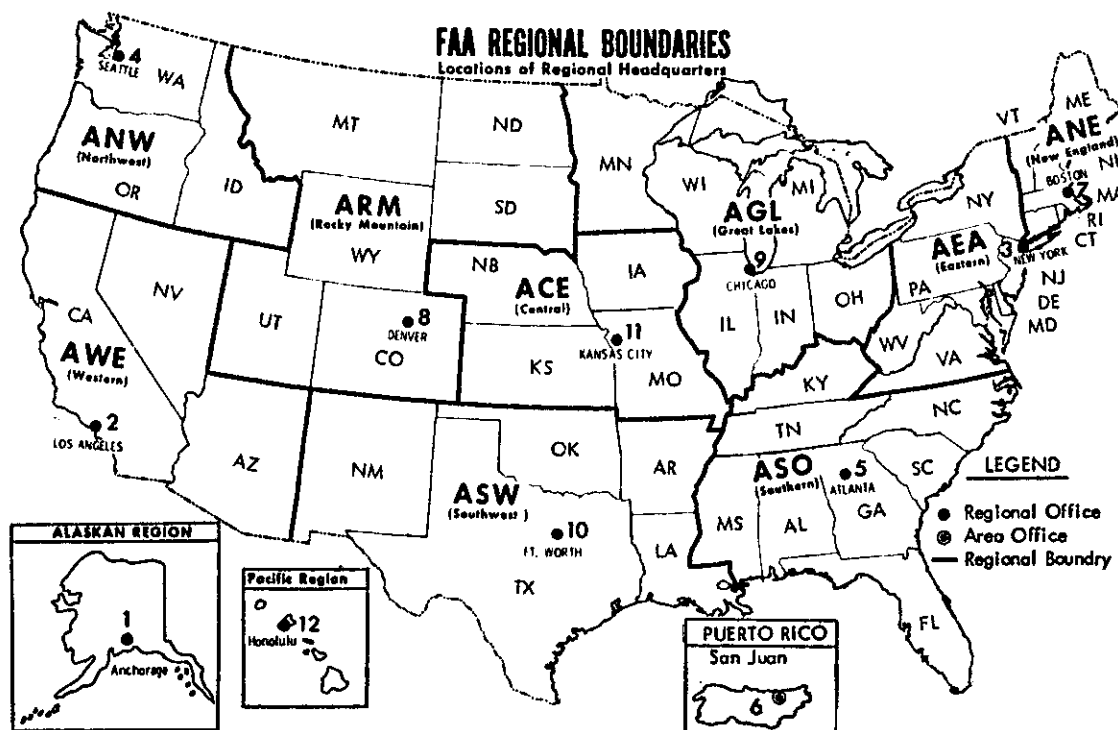 FAA REGIONAL BOUNDARIES
Locations of Regional Headquarters
4
SEATTLE
WA
ANW
(Northwest)
OR
ID
MT
ND
SD
ARM
(Rocky Mountain)
WY
MN
WI
MI
AGL
(Great Lakes)
9
CHICAGO
VT
ME
ANE
(New England)
BOSTON
7
MA
RI
CT
NY
AEA
(Eastern)
3
NEW YORK
PA
NJ
DE
MD
NB
ACE
(Central)
IA
IL
IN
OH
WV
VA
NV
CA
AWE
(Western)
UT
8
DENVER
CO
KS
11
KANSAS CITY
MO
KY
2
LOS ANGELES
AZ
NM
OK
AR
TN
NC
ASW
(Southwest)
10
FT. WORTH
TX
LA
ASO
(Southern)
5
ATLANTA
SC
MS
AL
GA
FL
LEGEND
Regional Office
Area Office
Regional Boundry
ALASKAN REGION
1
Anchorage
Pacific Region
12
Honolulu
PUERTO RICO
San Juan
6